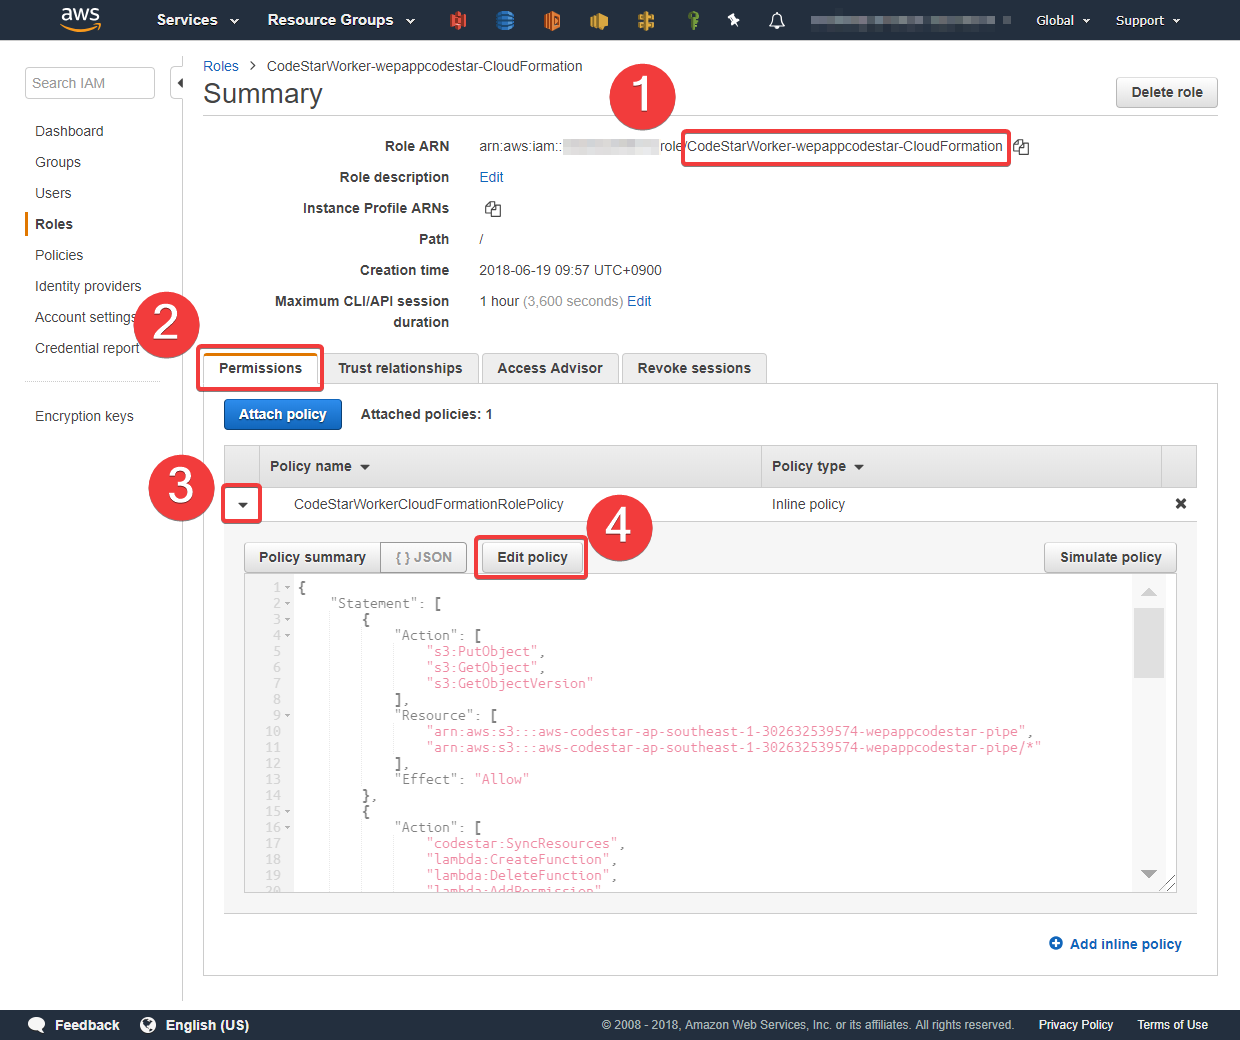 aws Services Resource Groups Global Support
Search IAM
Dashboard
Groups
Users
Roles
Policies
Identity providers
Account settings
Credential report
Encryption keys
Roles > CodeStarWorker-wepappcodestar-CloudFormation
Summary
Delete role
1
Role ARN arn:aws:iam:: role/CodeStarWorker-wepappcodestar-CloudFormation
Role description Edit
Instance Profile ARNs
Path /
Creation time 2018-06-19 09:57 UTC+0900
Maximum CLI/API session duration 1 hour (3,600 seconds) Edit
2
Permissions Trust relationships Access Advisor Revoke sessions
Attach policy Attached policies: 1
Policy name Policy type
3
CodeStarWorkerCloudFormationRolePolicy Inline policy
4
Policy summary { } JSON Edit policy Simulate policy
1 {
2 "Statement": [
3 {
4 "Action": [
5 "s3:PutObject",
6 "s3:GetObject",
7 "s3:GetObjectVersion"
8 ],
9 "Resource": [
10 "arn:aws:s3:::aws-codestar-ap-southeast-1-302632539574-wepappcodestar-pipe",
11 "arn:aws:s3:::aws-codestar-ap-southeast-1-302632539574-wepappcodestar-pipe/*"
12 ],
13 "Effect": "Allow"
14 },
15 {
16 "Action": [
17 "codestar:SyncResources",
18 "lambda:CreateFunction",
19 "lambda:DeleteFunction",
20 "lambda:AddPermission"
Add inline policy
Feedback English (US) © 2008 - 2018, Amazon Web Services, Inc. or its affiliates. All rights reserved. Privacy Policy Terms of Use